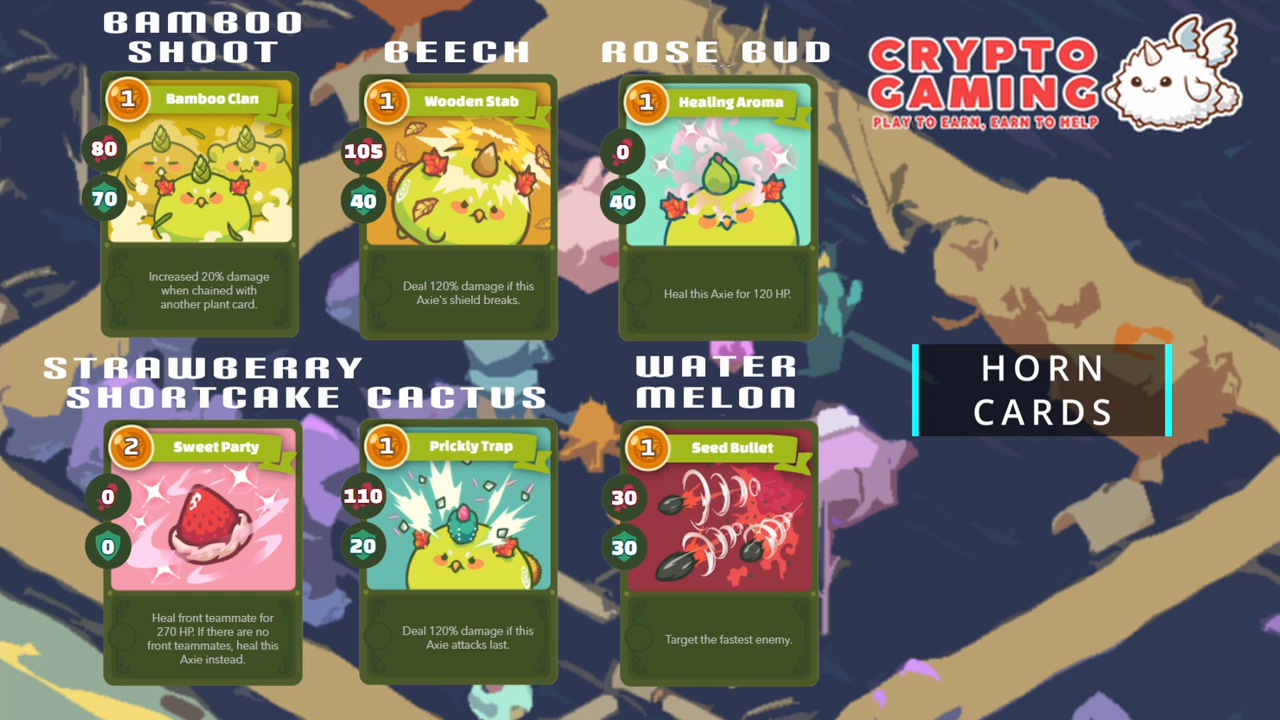 BAMBOO
SHOOT
BEECH
ROSE BUD
CRYPTO
GAMING
PLAY TO EARN, EARN TO HELP
1
Bamboo Clan
80
70
Increased 20% damage
when chained with
another plant card.
1
Wooden Stab
105
40
Deal 120% damage if this
Axie's shield breaks.
1
Healing Aroma
0
40
Heal this Axie for 120 HP.
STRAWBERRY
SHORTCAKE
CACTUS
WATER
MELON
HORN
CARDS
2
Sweet Party
0
0
Heal front teammate for
270 HP. If there are no
front teammates, heal this
Axie instead.
1
Prickly Trap
110
20
Deal 120% damage if this
Axie attacks last.
1
Seed Bullet
30
30
Target the fastest enemy.